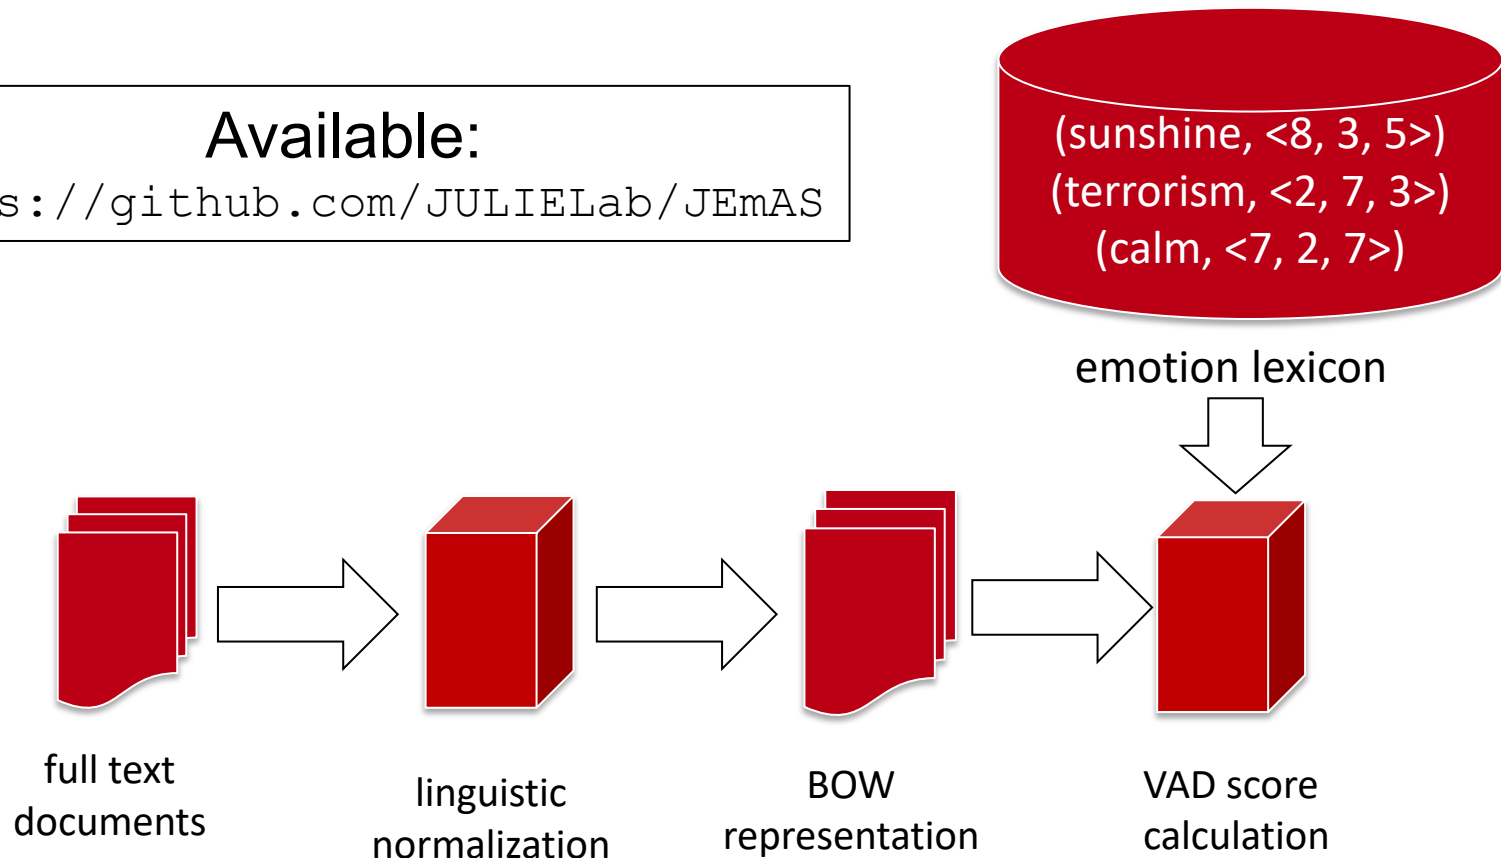 Available:
s://github.com/JULIELab/JEmAS
(sunshine, <8, 3, 5>)
(terrorism, <2, 7, 3>)
(calm, <7, 2, 7>)
emotion lexicon
full text
documents
linguistic
normalization
BOW
representation
VAD score
calculation